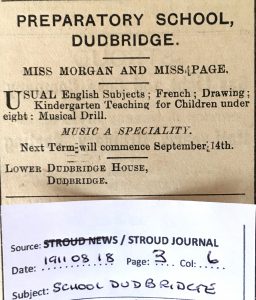 PREPARATORY SCHOOL,
DUDBRIDGE.
MISS MORGAN AND MISS PAGE.
USUAL English Subjects; French; Drawing;
Kindergarten Teaching for Children under
eight: Musical Drill.
MUSIC A SPECIALITY.
Next Term will commence September 14th.
LOWER DUDBRIDGE HOUSE,
DUDBRIDGE.
Source: STROUD NEWS / STROUD JOURNAL
Date: 1911 08 18 Page: 3 Col: 6
Subject: SCHOOL DUDBRIDGE